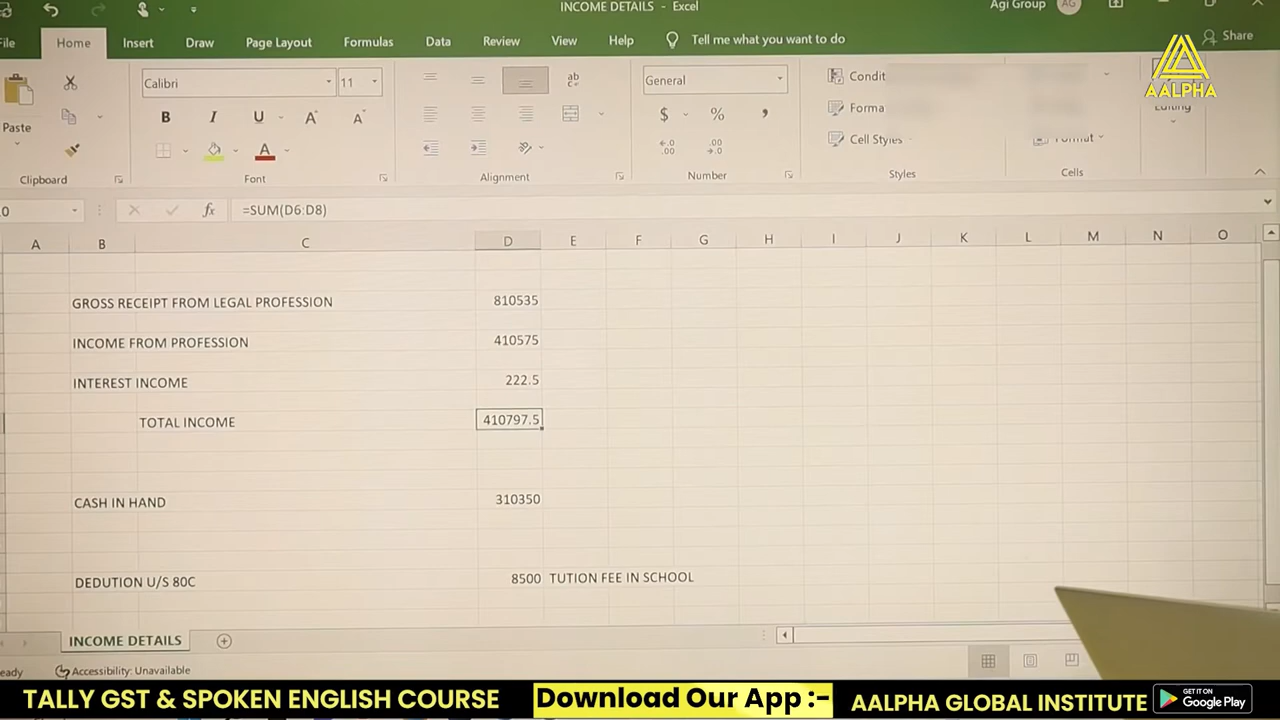 INCOME DETAILS - Excel
Agi Group
AG
File Home Insert Draw Page Layout Formulas Data Review View Help Tell me what you want to do Share
AALPHA
Paste
Calibri 11
B I U A A
ab
General
$ % ,
Condit
Forma
Cell Styles
Format
Editing
Clipboard Font Alignment Number Styles Cells
fx =SUM(D6:D8)
A B C D E F G H I J K L M N O
GROSS RECEIPT FROM LEGAL PROFESSION 810535
INCOME FROM PROFESSION 410575
INTEREST INCOME 222.5
TOTAL INCOME 410797.5
CASH IN HAND 310350
DEDUTION U/S 80C 8500 TUTION FEE IN SCHOOL
INCOME DETAILS
eady Accessibility: Unavailable
TALLY GST & SPOKEN ENGLISH COURSE Download Our App :- AALPHA GLOBAL INSTITUTE
GET IT ON
Google Play